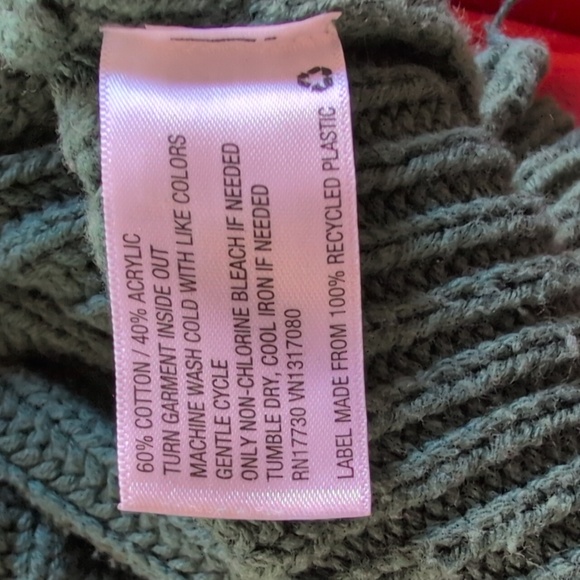 60% COTTON / 40% ACRYLIC
TURN GARMENT INSIDE OUT
MACHINE WASH COLD WITH LIKE COLORS
GENTLE CYCLE
ONLY NON-CHLORINE BLEACH IF NEEDED
TUMBLE DRY, COOL IRON IF NEEDED
RN17730 VN1317080
LABEL MADE FROM 100% RECYCLED PLASTIC